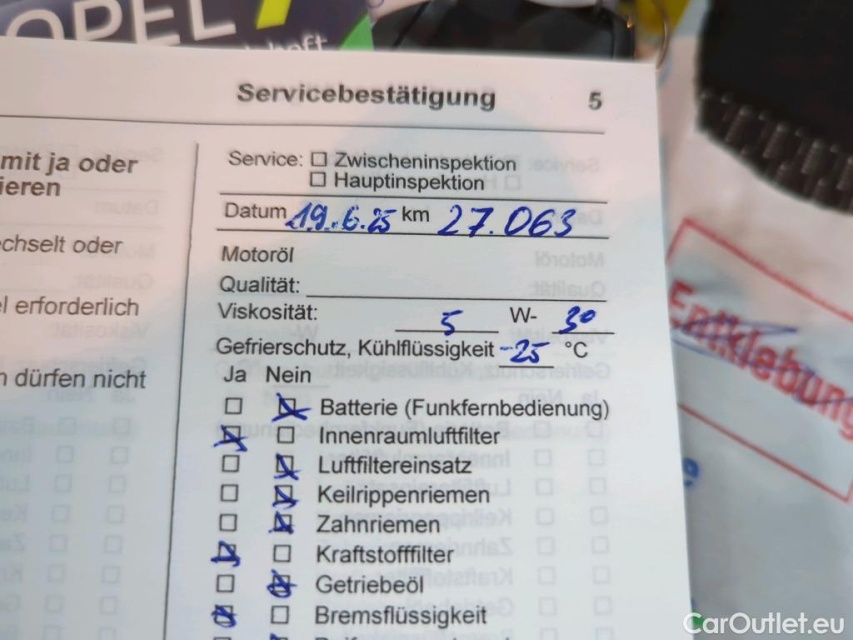 OPEL
Servicebestätigung 5
mit ja oder
ieren
echselt oder
el erforderlich
n dürfen nicht
Service: ☐ Zwischeninspektion
☐ Hauptinspektion
Datum 19.6.25 km 27.063
Motoröl
Qualität:
Viskosität: 5 W- 30
Gefrierschutz, Kühlflüssigkeit -25 °C
Ja Nein
☐ ☒ Batterie (Funkfernbedienung)
☒ ☐ Innenraumluftfilter
☐ ☒ Luftfiltereinsatz
☐ ☒ Keilrippenriemen
☐ ☒ Zahnriemen
☒ ☐ Kraftstofffilter
☐ ☒ Getriebeöl
☒ ☐ Bremsflüssigkeit
CarOutlet.eu